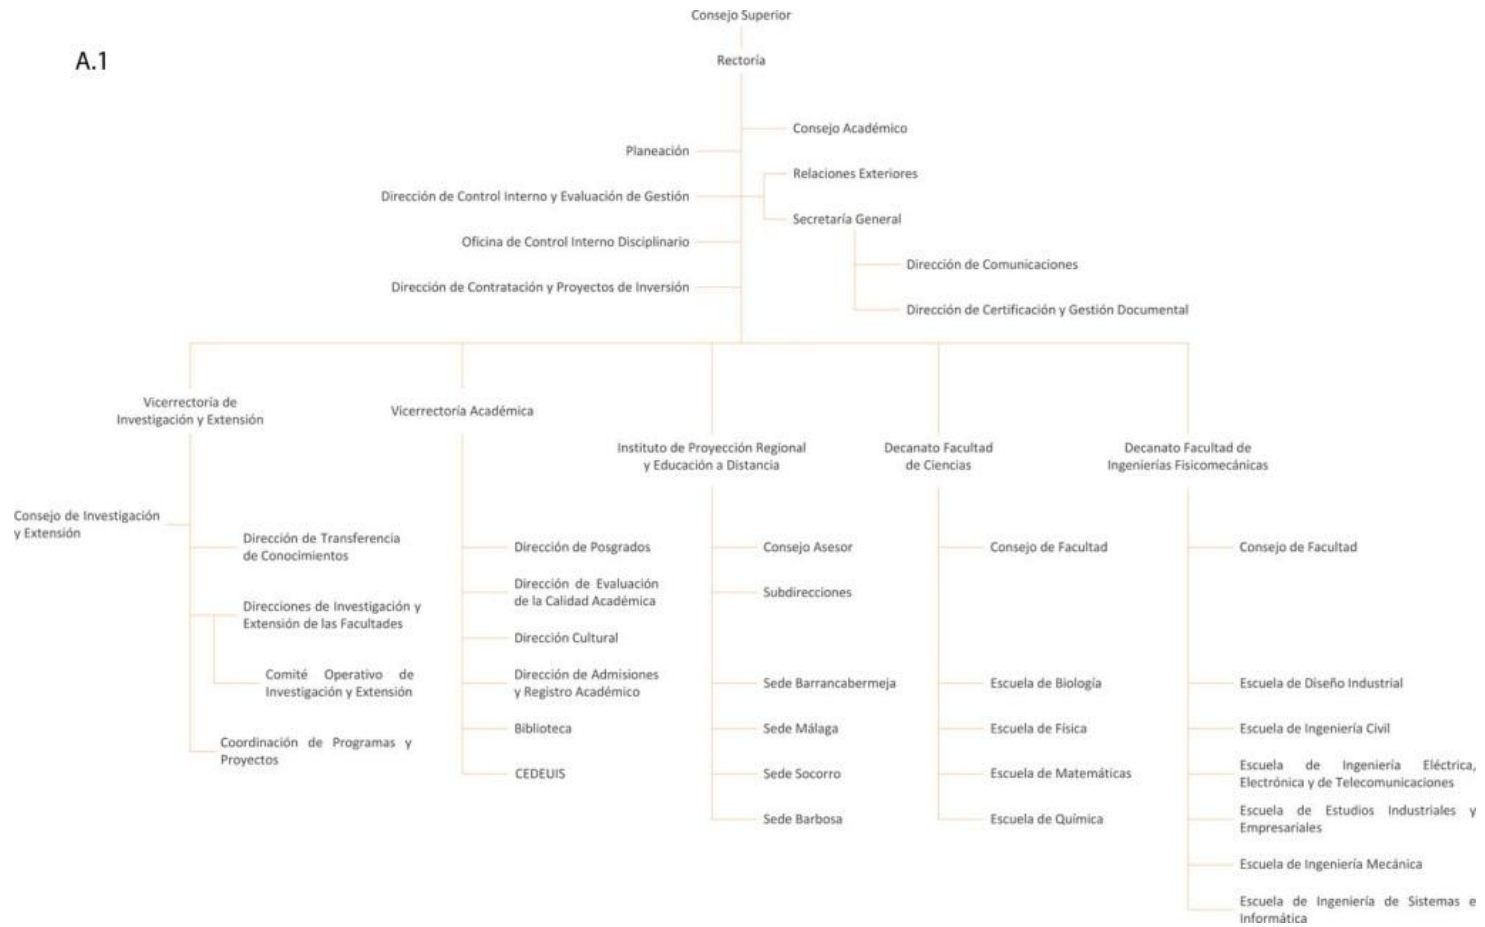 Consejo Superior
A.1
Rectoría
Consejo Académico
Planeación
Relaciones Exteriores
Dirección de Control Interno y Evaluación de Gestión
Secretaría General
Oficina de Control Interno Disciplinario
Dirección de Comunicaciones
Dirección de Contratación y Proyectos de Inversión
Dirección de Certificación y Gestión Documental
Vicerrectoría de
Investigación y Extensión
Consejo de Investigación
y Extensión
Dirección de Transferencia
de Conocimientos
Direcciones de Investigación y
Extensión de las Facultades
Comité Operativo de
Investigación y Extensión
Coordinación de Programas y
Proyectos
Vicerrectoría Académica
Dirección de Posgrados
Dirección de Evaluación
de la Calidad Académica
Dirección Cultural
Dirección de Admisiones
y Registro Académico
Biblioteca
CEDEUIS
Instituto de Proyección Regional
y Educación a Distancia
Consejo Asesor
Subdirecciones
Sede Barrancabermeja
Sede Málaga
Sede Socorro
Sede Barbosa
Decanato Facultad
de Ciencias
Consejo de Facultad
Escuela de Biología
Escuela de Física
Escuela de Matemáticas
Escuela de Química
Decanato Facultad de
Ingenierías Fisicomecánicas
Consejo de Facultad
Escuela de Diseño Industrial
Escuela de Ingeniería Civil
Escuela de Ingeniería Eléctrica,
Electrónica y de Telecomunicaciones
Escuela de Estudios Industriales y
Empresariales
Escuela de Ingeniería Mecánica
Escuela de Ingeniería de Sistemas e
Informática